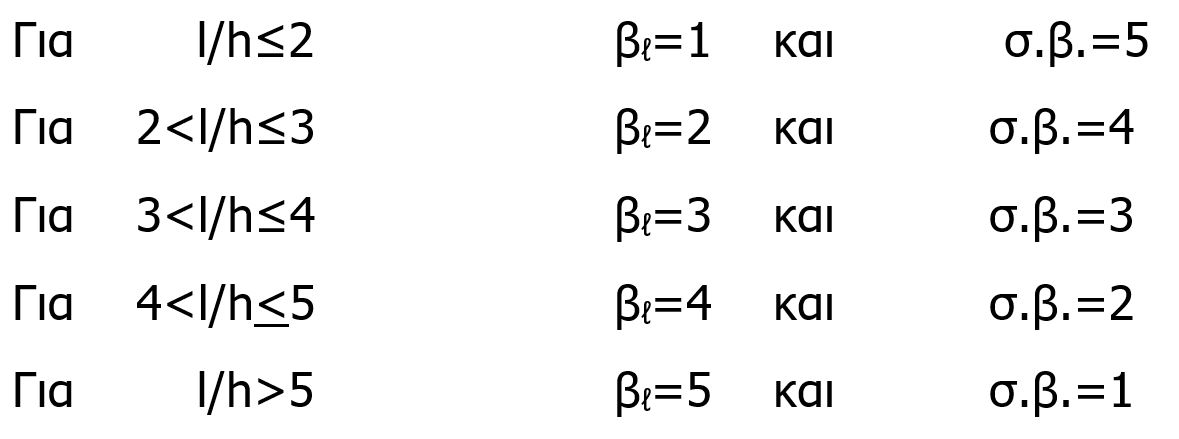 Για l/h≤2 βℓ=1 και σ.β.=5
Για 2<l/h≤3 βℓ=2 και σ.β.=4
Για 3<l/h≤4 βℓ=3 και σ.β.=3
Για 4<l/h≤5 βℓ=4 και σ.β.=2
Για l/h>5 βℓ=5 και σ.β.=1